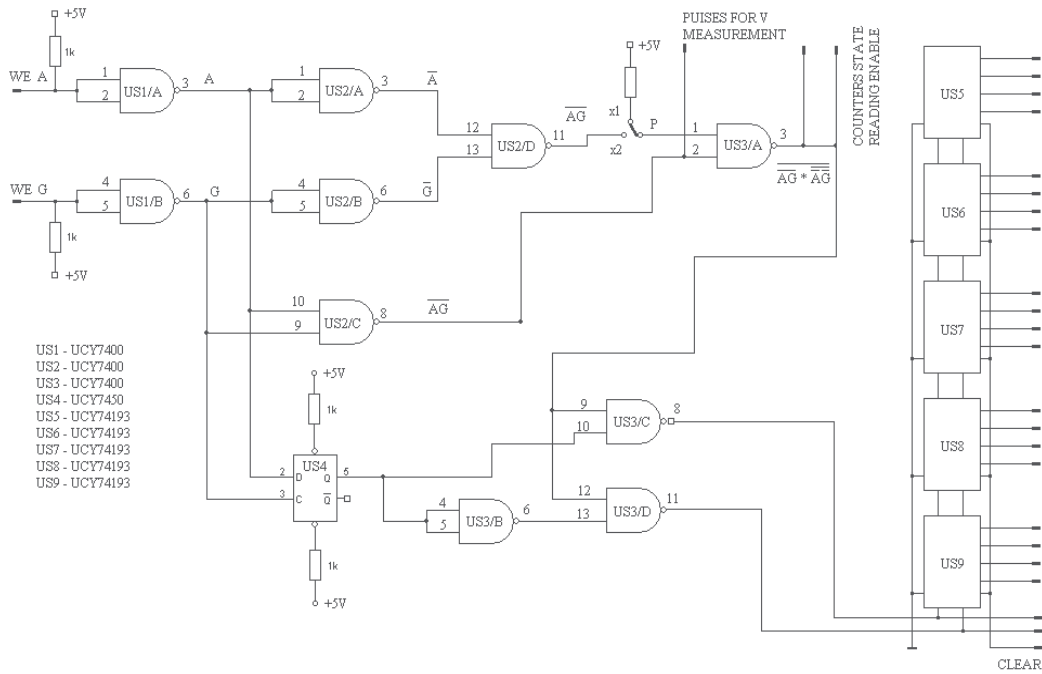 +5V
1k
WE A
1
2
US1/A
3
A
1
2
US2/A
3
A
12
13
US2/D
11
AG
+5V
x1
x2
P
PUISES FOR V
MEASUREMENT
1
2
US3/A
3
AG * AG
COUNTERS STATE
READING ENABLE
WE G
4
5
US1/B
6
G
1k
+5V
4
5
US2/B
6
G
10
9
US2/C
8
AG
US1 - UCY7400
US2 - UCY7400
US3 - UCY7400
US4 - UCY7450
US5 - UCY74193
US6 - UCY74193
US7 - UCY74193
US8 - UCY74193
US9 - UCY74193
+5V
1k
US4
2
D
Q
5
3
C
Q
1k
+5V
4
5
US3/B
6
9
10
US3/C
8
12
13
US3/D
11
US5
US6
US7
US8
US9
CLEAR